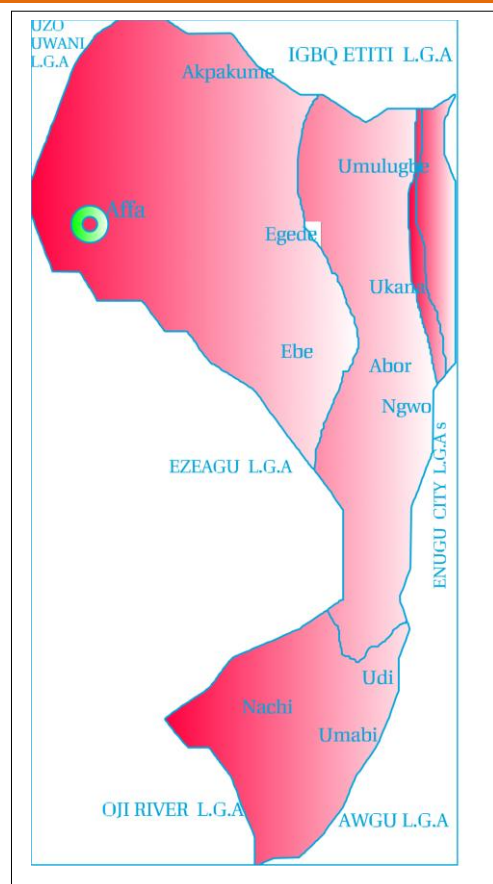 UZO
UWANI
L.G.A
IGBQ ETITI L.G.A
Akpakume
Umulugbe
Affa
Egede
Ukana
Ebe
Abor
Ngwo
EZEAGU L.G.A
ENUGU CITY L.G.A s
Udi
Nachi
Umabi
OJI RIVER L.G.A
AWGU L.G.A